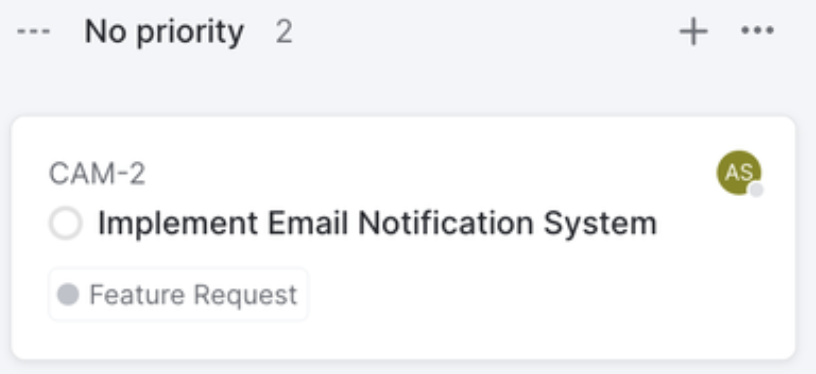 No priority 2
CAM-2 AS
Implement Email Notification System
Feature Request